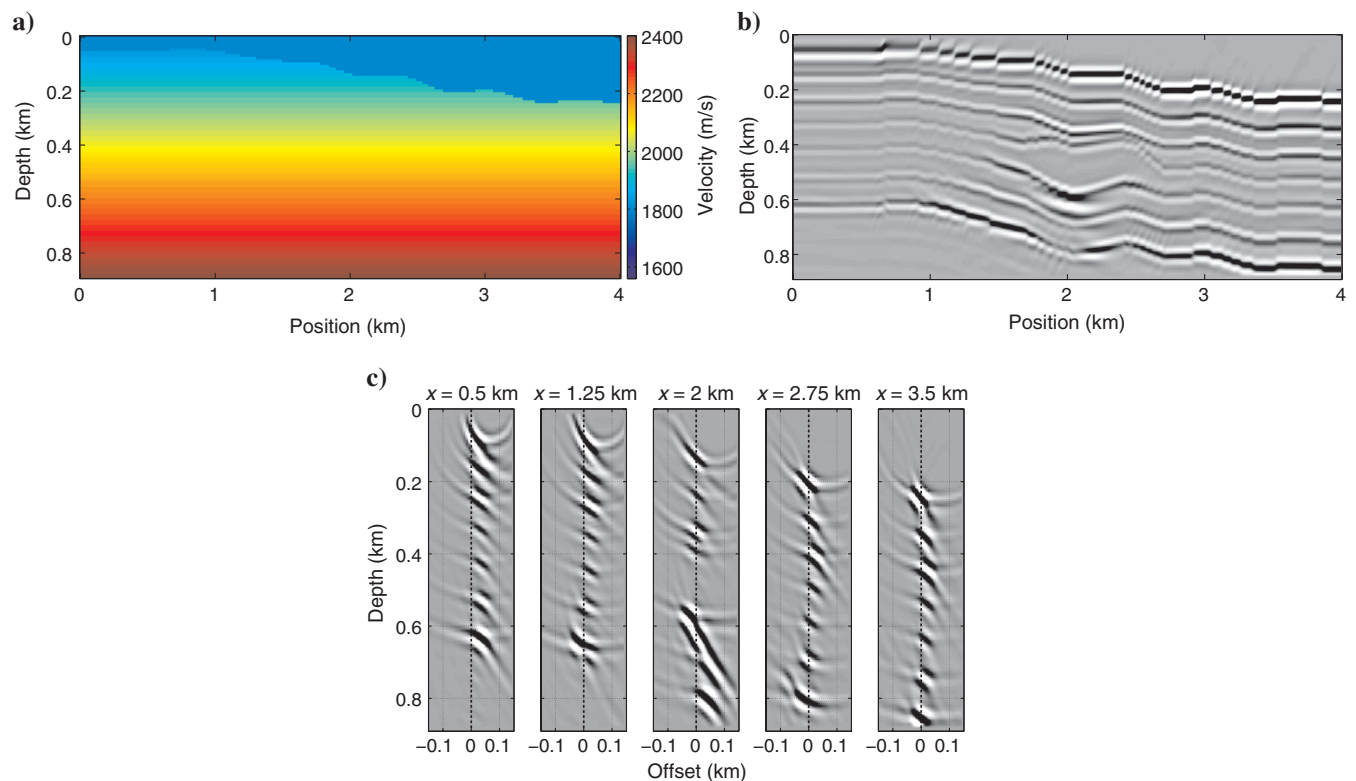 a)
0
0.2
0.4
0.6
0.8
Depth (km)
0 1 2 3 4
Position (km)
2400
2200
2000
1800
1600
Velocity (m/s)
b)
0
0.2
0.4
0.6
0.8
Depth (km)
0 1 2 3 4
Position (km)
c)
x = 0.5 km x = 1.25 km x = 2 km x = 2.75 km x = 3.5 km
0
0.2
0.4
0.6
0.8
Depth (km)
−0.1 0 0.1 −0.1 0 0.1 −0.1 0 0.1 −0.1 0 0.1 −0.1 0 0.1
Offset (km)